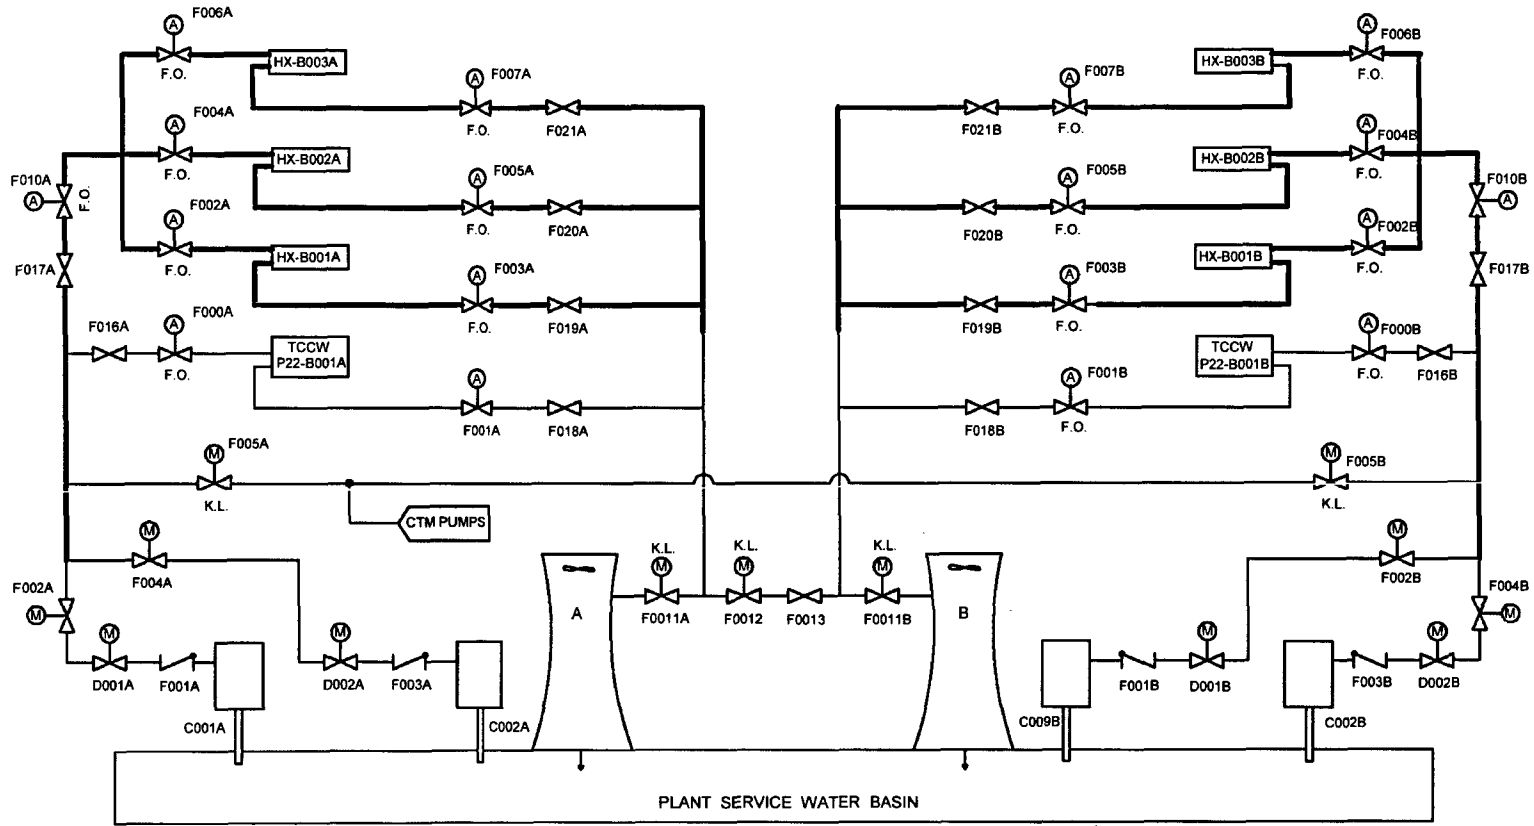 F006A
A
F.O.
HX-B003A
F007A
A
F.O.
F021A
F004A
A
F.O.
HX-B002A
F010A
A
F.O.
F005A
A
F.O.
F020A
F002A
A
F.O.
HX-B001A
F017A
F003A
A
F.O.
F019A
F000A
A
F016A
F.O.
TCCW
P22-B001A
A
F001A
F018A
F005A
M
K.L.
CTM PUMPS
M
F004A
F002A
M
M
D001A
F001A
C001A
M
D002A
F003A
C002A
A
K.L.
M
F0011A
K.L.
M
F0012
F0013
K.L.
M
F0011B
B
F006B
A
F.O.
HX-B003B
F007B
A
F.O.
F021B
F004B
A
F.O.
HX-B002B
F010B
A
F005B
A
F.O.
F020B
F002B
A
F.O.
HX-B001B
F017B
F003B
A
F.O.
F019B
F000B
A
F.O.
F016B
TCCW
P22-B001B
F001B
A
F.O.
F018B
M
F005B
K.L.
M
F002B
F004B
M
C009B
F001B
M
D001B
C002B
F003B
M
D002B
PLANT SERVICE WATER BASIN